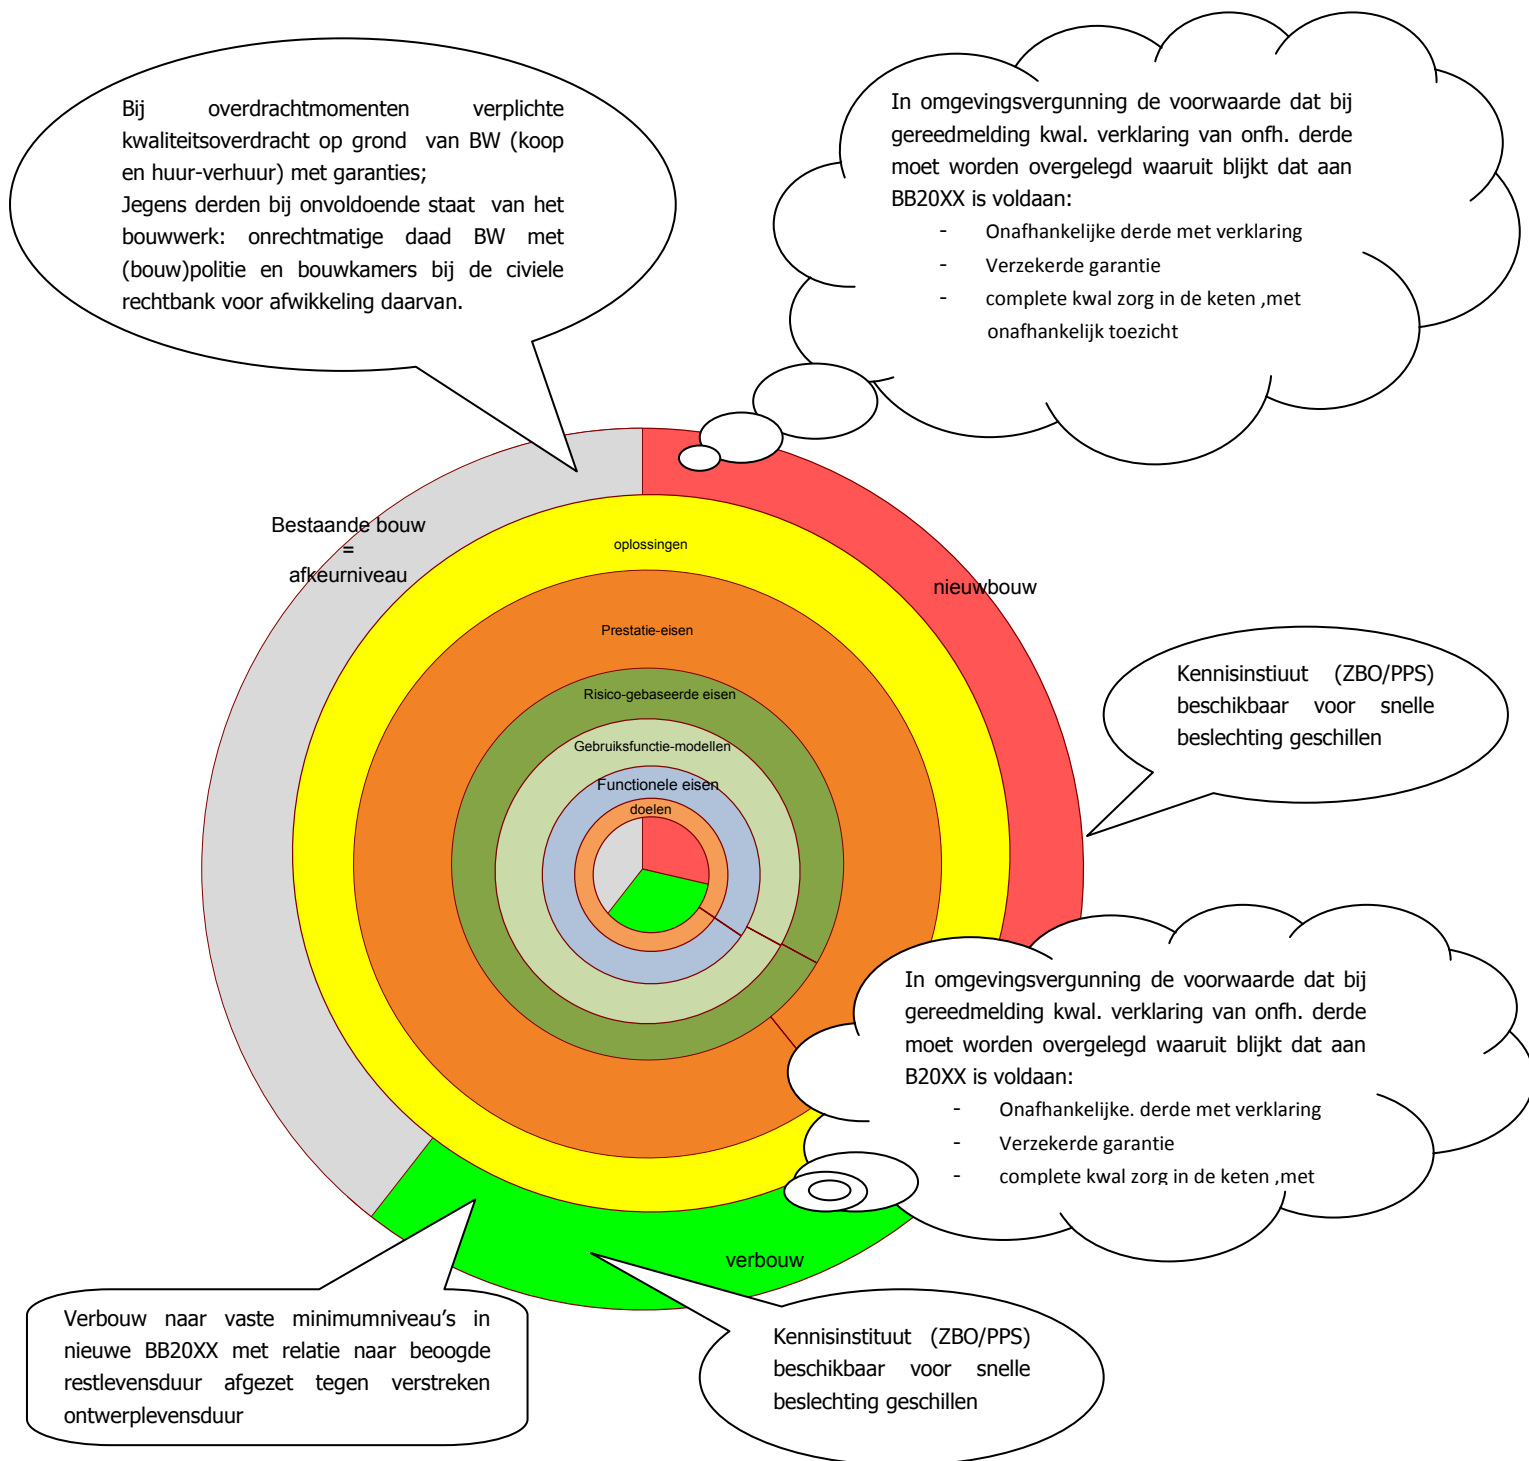 Bij overdrachtmomenten verplichte
kwaliteitsoverdracht op grond van BW (koop
en huur-verhuur) met garanties;
Jegens derden bij onvoldoende staat van het
bouwwerk: onrechtmatige daad BW met
(bouw)politie en bouwkamers bij de civiele
rechtbank voor afwikkeling daarvan.
In omgevingsvergunning de voorwaarde dat bij
gereedmelding kwal. verklaring van onfh. derde
moet worden overgelegd waaruit blijkt dat aan
BB20XX is voldaan:
- Onafhankelijke derde met verklaring
- Verzekerde garantie
- complete kwal zorg in de keten ,met
onafhankelijk toezicht
Bestaande bouw
=
afkeurniveau
oplossingen
nieuwbouw
Prestatie-eisen
Risico-gebaseerde eisen
Gebruiksfunctie-modellen
Functionele eisen
doelen
Kennisinstiuut (ZBO/PPS)
beschikbaar voor snelle
beslechting geschillen
In omgevingsvergunning de voorwaarde dat bij
gereedmelding kwal. verklaring van onfh. derde
moet worden overgelegd waaruit blijkt dat aan
B20XX is voldaan:
- Onafhankelijke. derde met verklaring
- Verzekerde garantie
- complete kwal zorg in de keten ,met
verbouw
Verbouw naar vaste minimumniveau's in
nieuwe BB20XX met relatie naar beoogde
restlevensduur afgezet tegen verstreken
ontwerplevensduur
Kennisinstituut (ZBO/PPS)
beschikbaar voor snelle
beslechting geschillen